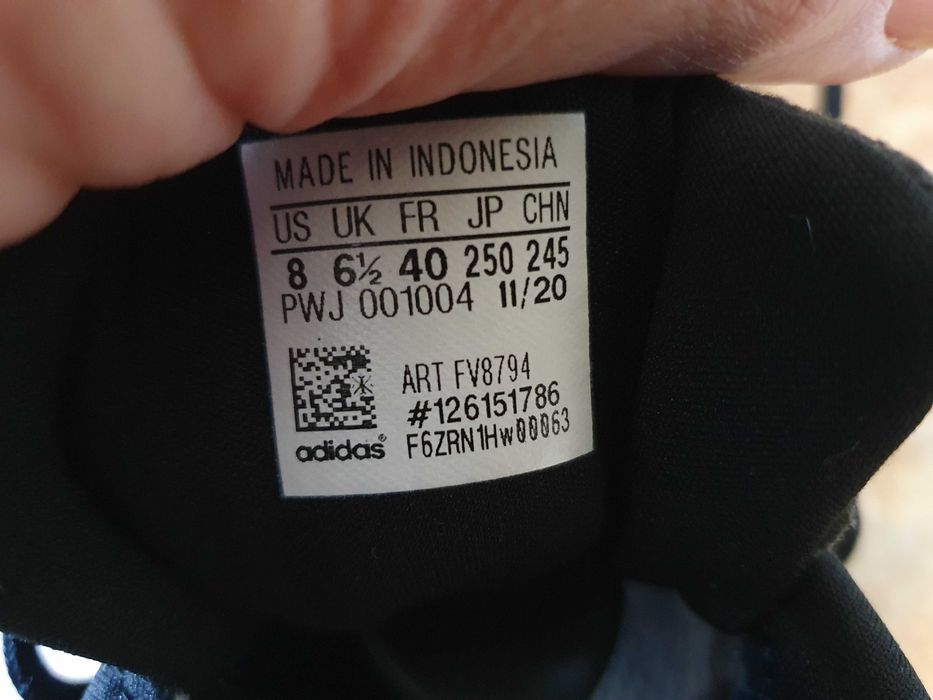 MADE IN INDONESIA
US UK FR JP CHN
8 6½ 40 250 245
PWJ 001004 11/20
ART FV8794
#126151786
adidas® F6ZRN1Hw00063